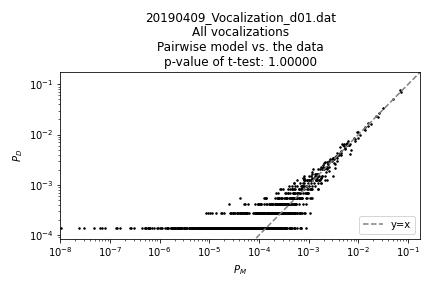 20190409_Vocalization_d01.dat
All vocalizations
Pairwise model vs. the data
p-value of t-test: 1.00000
10⁻¹
10⁻²
10⁻³
10⁻⁴
P_D
y=x
10⁻⁸ 10⁻⁷ 10⁻⁶ 10⁻⁵ 10⁻⁴ 10⁻³ 10⁻² 10⁻¹
P_M